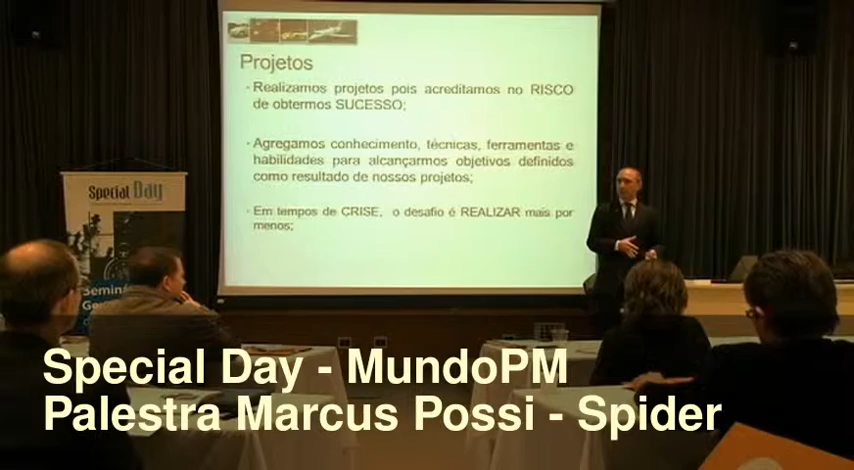 Projetos
- Realizamos projetos pois acreditamos no RISCO
de obtermos SUCESSO;
- Agregamos conhecimento, técnicas, ferramentas e
habilidades para alcançarmos objetivos definidos
como resultado de nossos projetos;
- Em tempos de CRISE, o desafio é REALIZAR mais por
menos;
Special Day
Special Day - MundoPM
Palestra Marcus Possi - Spider